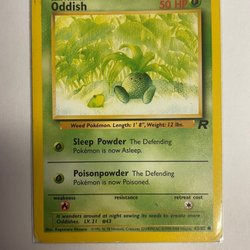 Oddish
50 HP
Weed Pokémon. Length: 1' 8", Weight: 12 lbs.
R
Sleep Powder The Defending
Pokémon is now Asleep.
Poisonpowder The Defending
Pokémon is now Poisoned.
weakness resistance retreat cost
It wanders around at night sowing its seeds to create more
Oddishes. LV. 21 #43